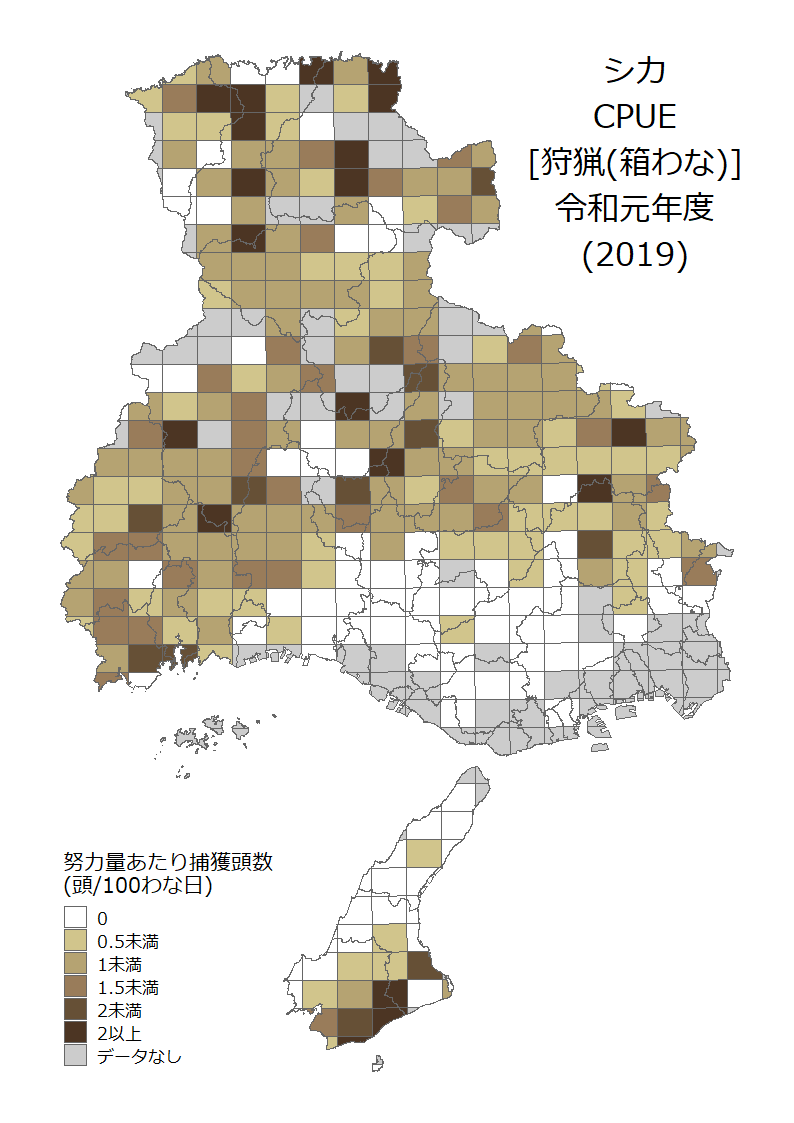 シカ
CPUE
[狩猟(箱わな)]
令和元年度
(2019)
努力量あたり捕獲頭数
(頭/100わな日)
0
0.5未満
1未満
1.5未満
2未満
2以上
データなし